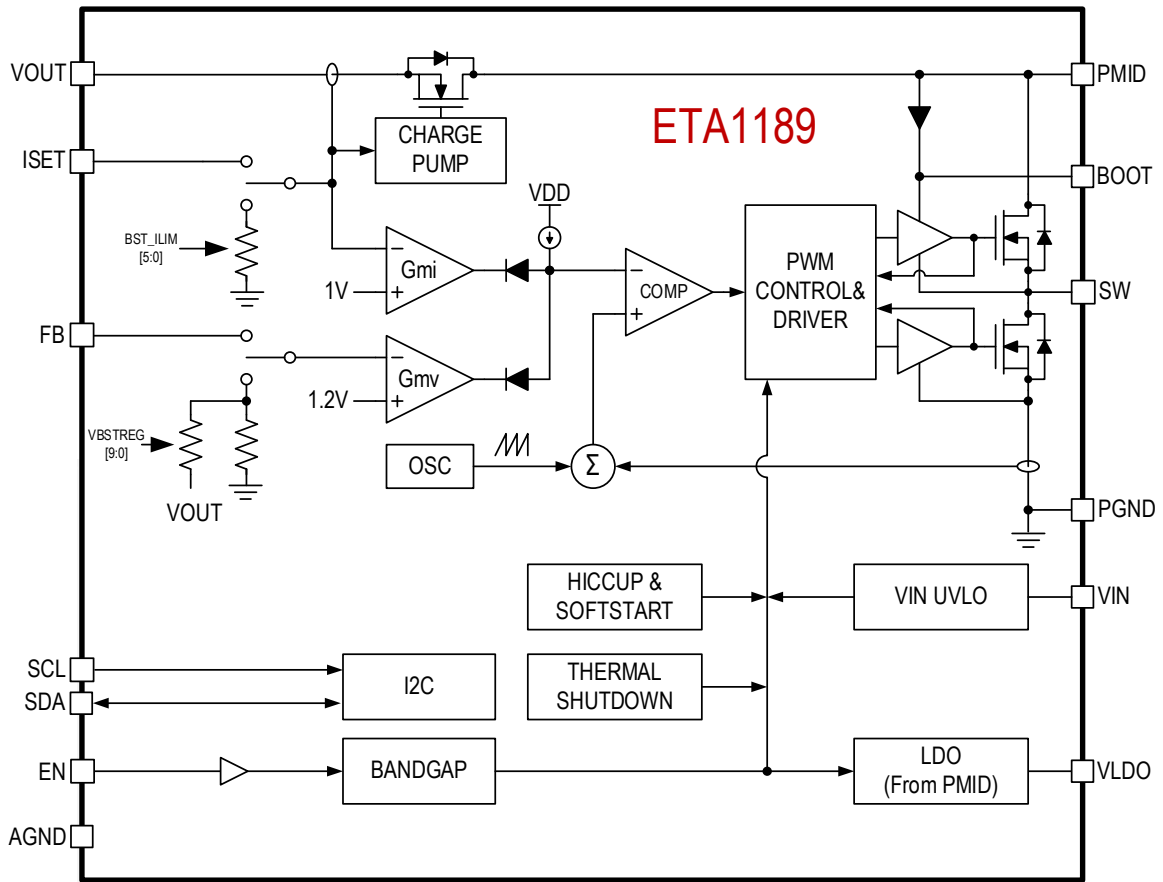 VOUT
PMID
ETA1189
CHARGE
PUMP
ISET
BOOT
VDD
BST_ILIM
[5:0]
Gmi
1V
PWM
CONTROL&
DRIVER
COMP
SW
FB
Gmv
1.2V
VBSTREG
[9:0]
OSC
Σ
VOUT
PGND
HICCUP &
SOFTSTART
VIN UVLO
VIN
SCL
SDA
I2C
THERMAL
SHUTDOWN
EN
BANDGAP
LDO
(From PMID)
VLDO
AGND